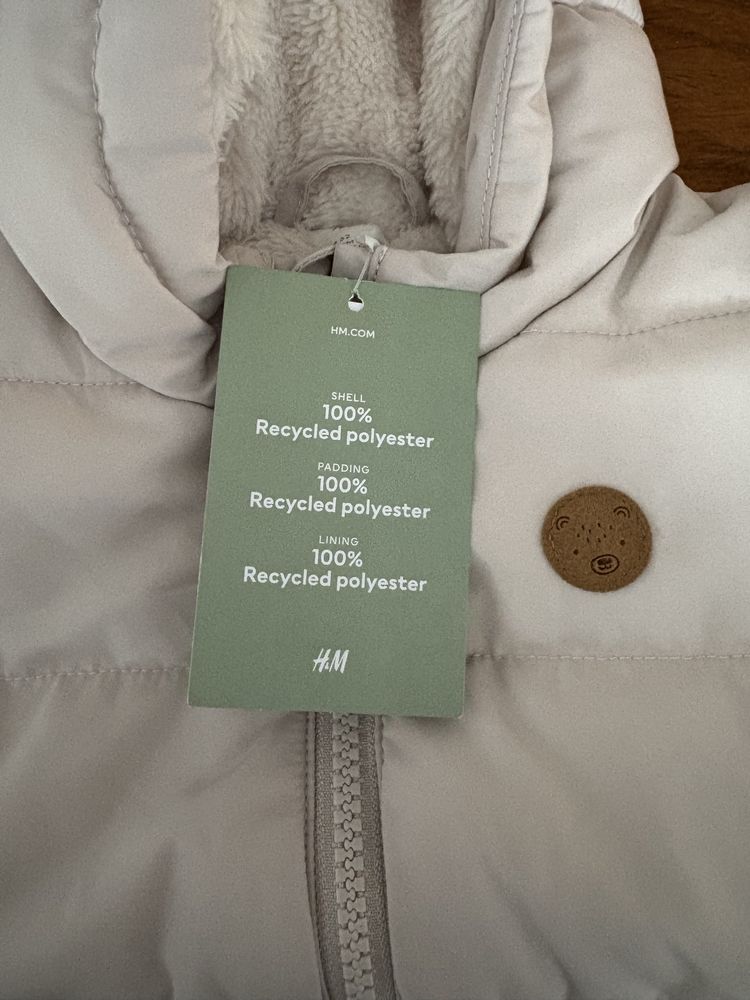 HM.COM
SHELL
100%
Recycled polyester
PADDING
100%
Recycled polyester
LINING
100%
Recycled polyester
H&M